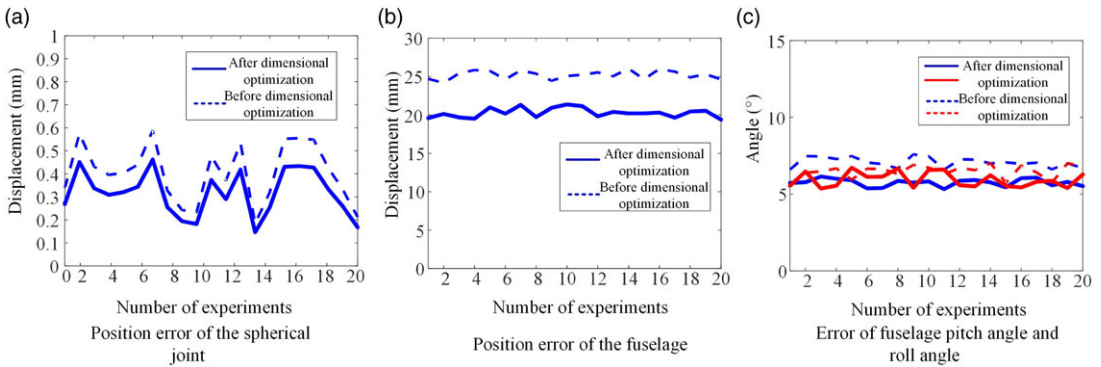 (a)
1
0.9
0.8
0.7
0.6
0.5
0.4
0.3
0.2
0.1
0
Displacement (mm)
After dimensional
optimization
Before dimensional
optimization
0 2 4 6 8 10 12 14 16 18 20
Number of experiments
Position error of the spherical
joint
(b)
30
25
20
15
10
5
0
Displacement (mm)
After dimensional
optimization
Before dimensional
optimization
2 4 6 8 10 12 14 16 18 20
Number of experiments
Position error of the fuselage
(c)
15
10
5
0
Angle (°)
After dimensional
optimization
Before dimensional
optimization
2 4 6 8 10 12 14 16 18 20
Number of experiments
Error of fuselage pitch angle and
roll angle